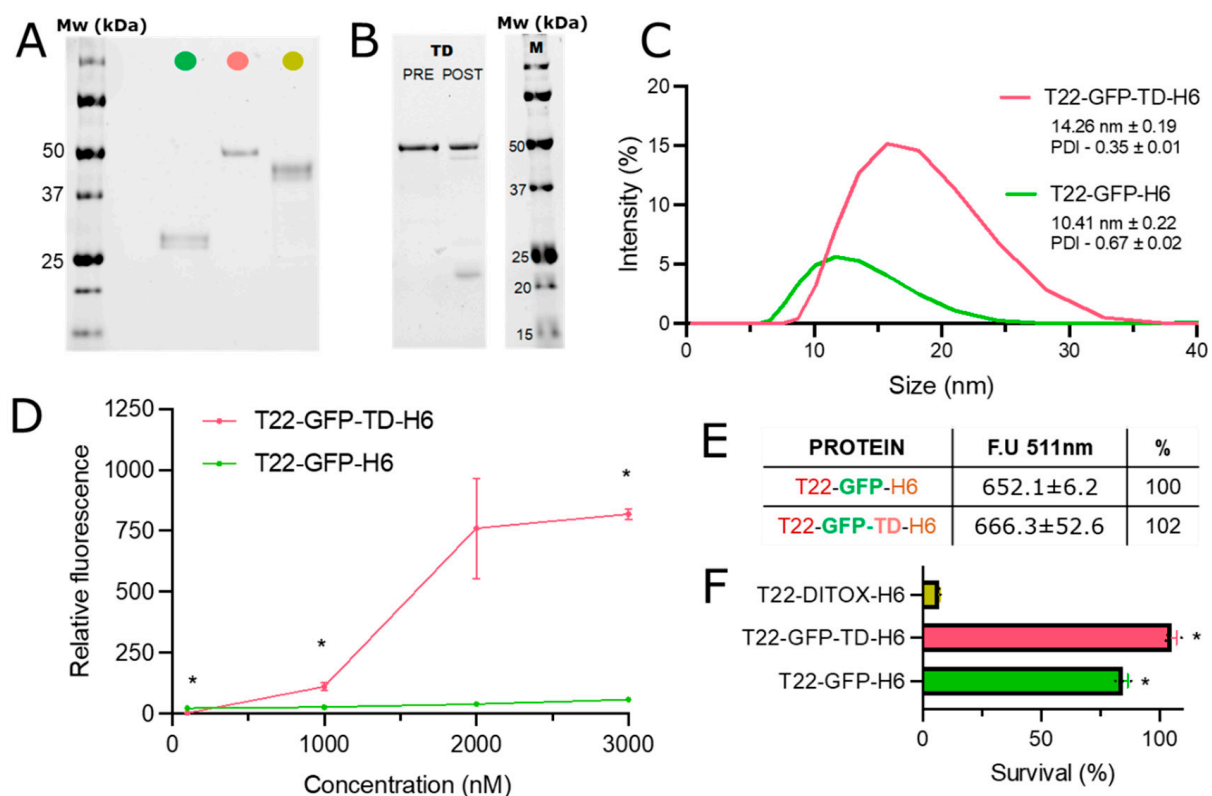 A
Mw (kDa)
50
37
25
B
Mw (kDa)
TD
PRE POST
M
50
37
25
20
15
C
Intensity (%)
20
15
10
5
0
0 10 20 30 40
Size (nm)
T22-GFP-TD-H6
14.26 nm ± 0.19
PDI - 0.35 ± 0.01
T22-GFP-H6
10.41 nm ± 0.22
PDI - 0.67 ± 0.02
D
Relative fluorescence
1250
1000
750
500
250
0
0 1000 2000 3000
Concentration (nM)
T22-GFP-TD-H6
T22-GFP-H6
*
*
*
E
PROTEIN F.U 511nm %
T22-GFP-H6 652.1±6.2 100
T22-GFP-TD-H6 666.3±52.6 102
F
T22-DITOX-H6
T22-GFP-TD-H6 *
T22-GFP-H6 *
0 50 100
Survival (%)